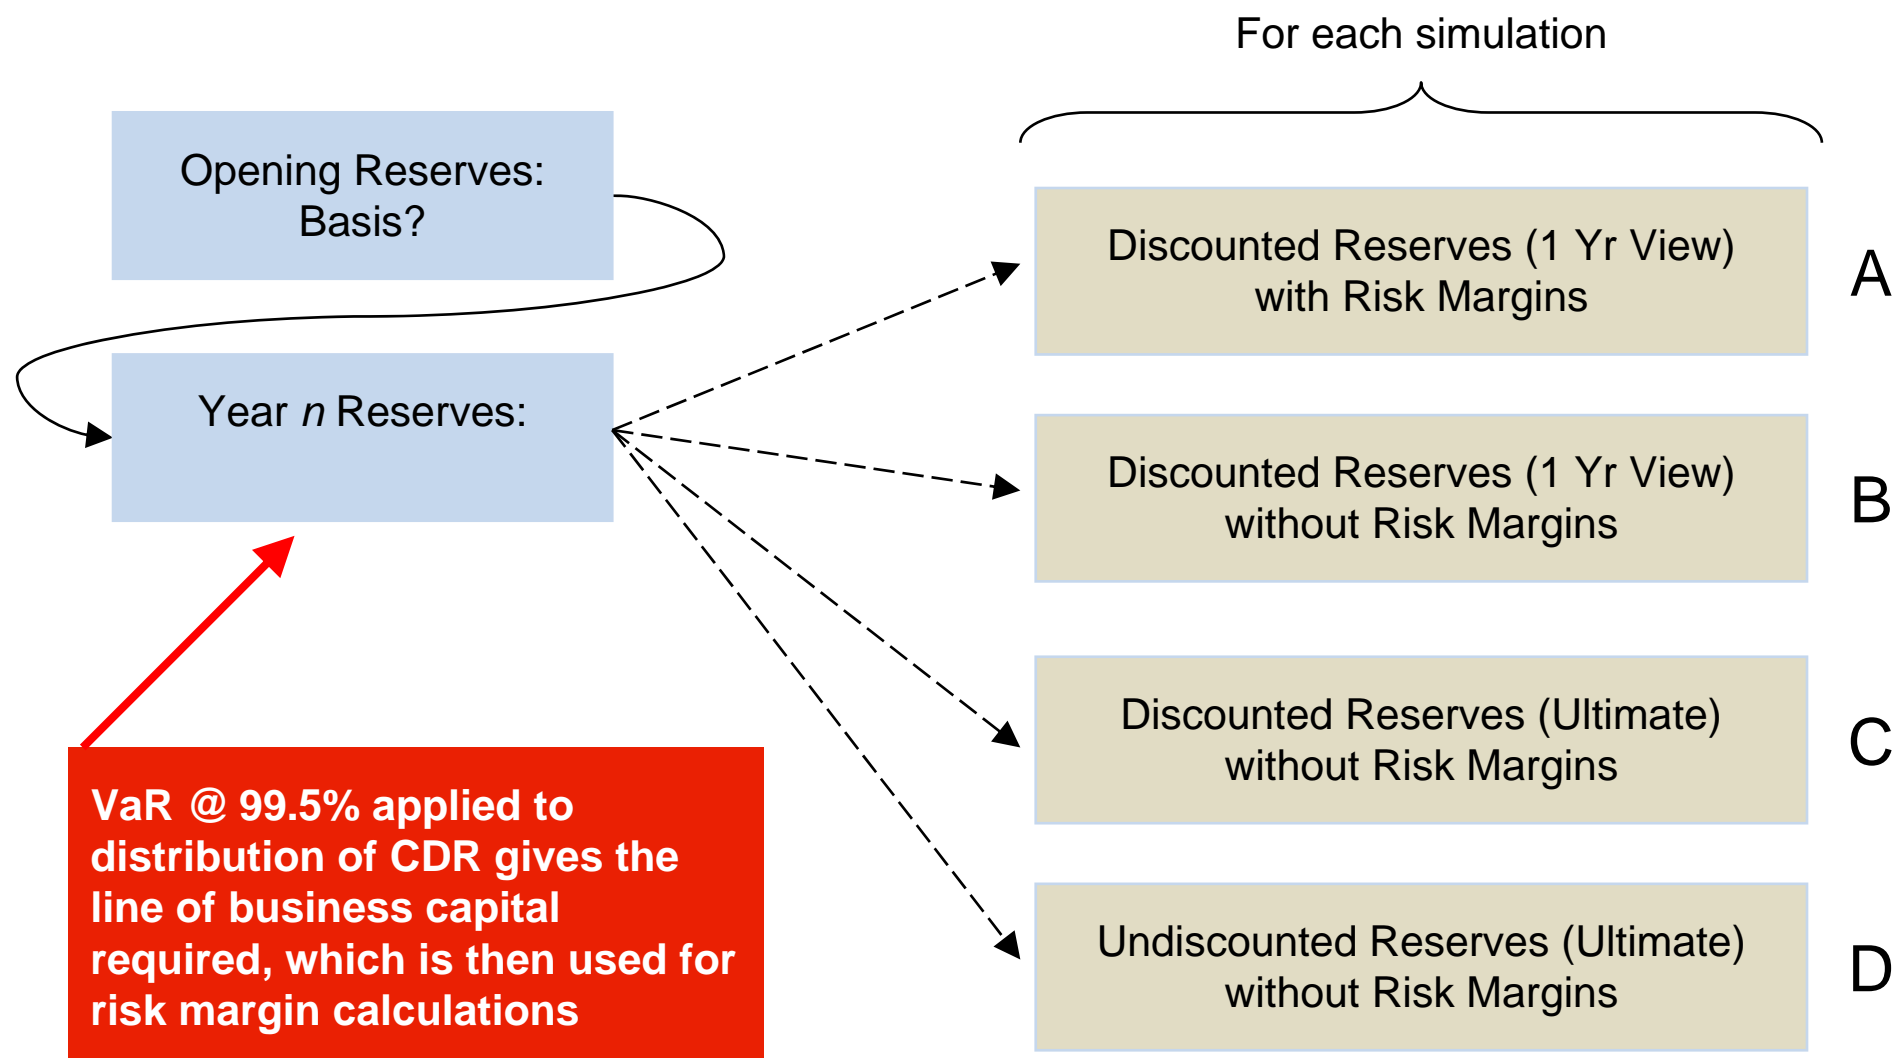 For each simulation
Opening Reserves:
Basis?
Year n Reserves:
VaR @ 99.5% applied to
distribution of CDR gives the
line of business capital
required, which is then used for
risk margin calculations
Discounted Reserves (1 Yr View)
with Risk Margins
A
Discounted Reserves (1 Yr View)
without Risk Margins
B
Discounted Reserves (Ultimate)
without Risk Margins
C
Undiscounted Reserves (Ultimate)
without Risk Margins
D